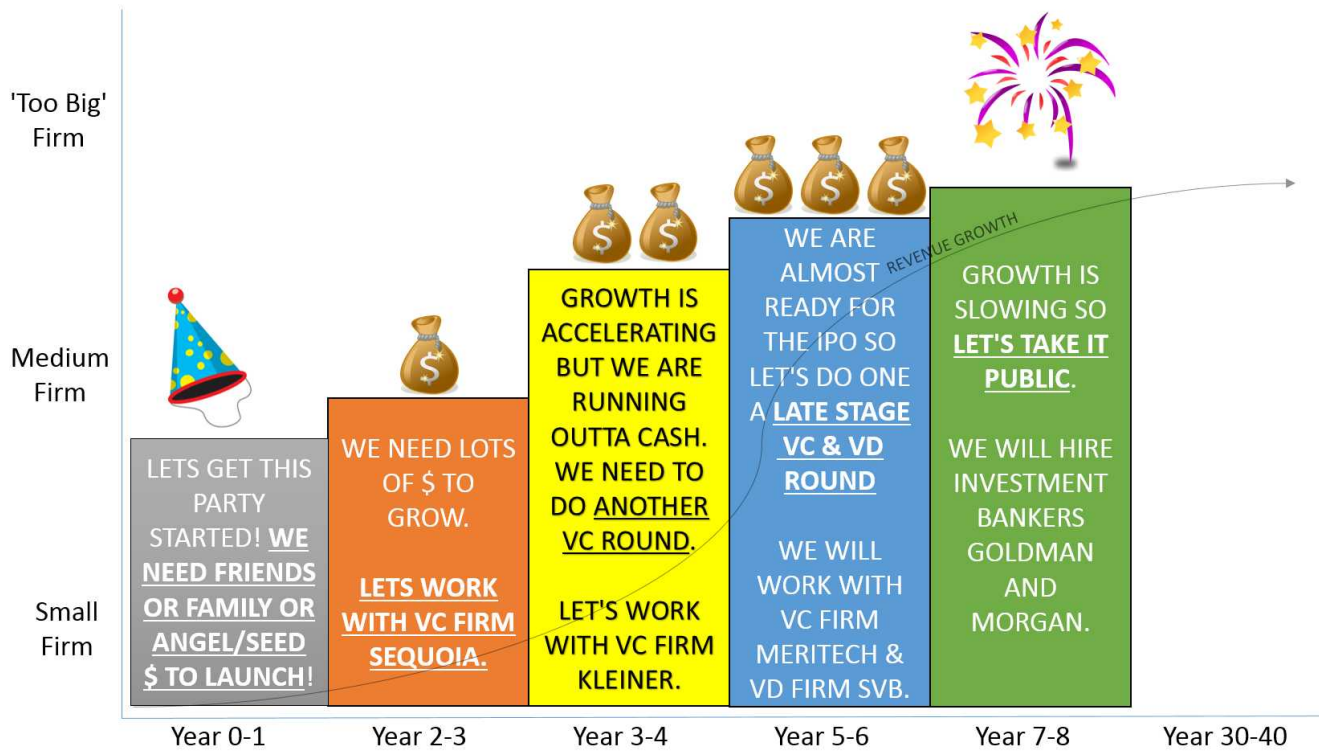 'Too Big'
Firm
Medium
Firm
Small
Firm
LETS GET THIS
PARTY
STARTED! WE
NEED FRIENDS
OR FAMILY OR
ANGEL/SEED
$ TO LAUNCH!
$
WE NEED LOTS
OF $ TO
GROW.
LETS WORK
WITH VC FIRM
SEQUOIA.
$ $
GROWTH IS
ACCELERATING
BUT WE ARE
RUNNING
OUTTA CASH.
WE NEED TO
DO ANOTHER
VC ROUND.
LET'S WORK
WITH VC FIRM
KLEINER.
$ $ $
WE ARE
ALMOST
READY FOR
THE IPO SO
LET'S DO ONE
A LATE STAGE
VC & VD
ROUND
WE WILL
WORK WITH
VC FIRM
MERITECH &
VD FIRM SVB.
REVENUE GROWTH
GROWTH IS
SLOWING SO
LET'S TAKE IT
PUBLIC.
WE WILL HIRE
INVESTMENT
BANKERS
GOLDMAN
AND
MORGAN.
Year 0-1
Year 2-3
Year 3-4
Year 5-6
Year 7-8
Year 30-40